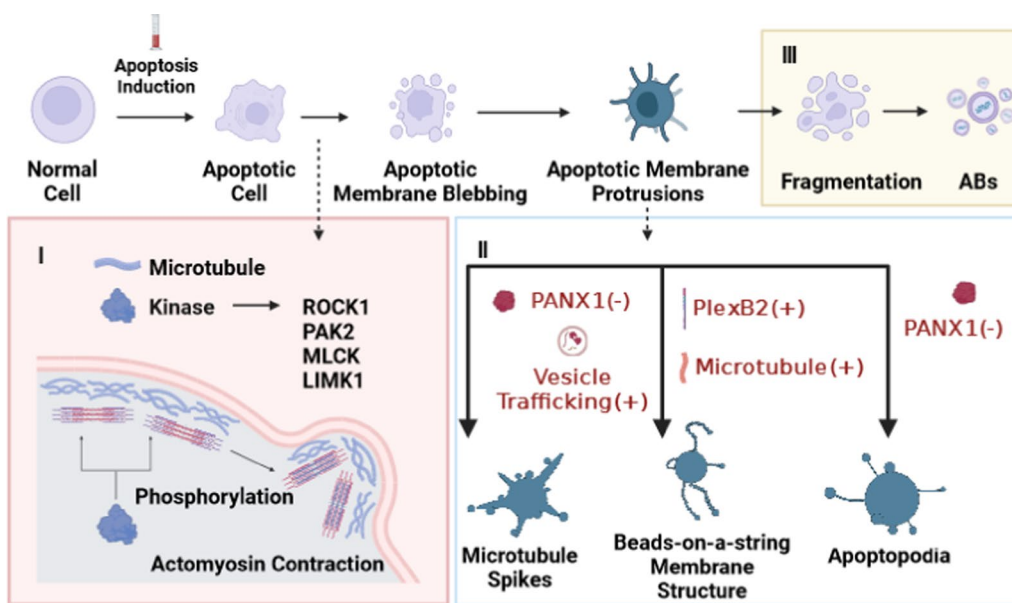 Apoptosis
Induction
Normal
Cell
Apoptotic
Cell
Apoptotic
Membrane Blebbing
Apoptotic Membrane
Protrusions
III
Fragmentation
ABs
I
Microtubule
Kinase
ROCK1
PAK2
MLCK
LIMK1
Phosphorylation
Actomyosin Contraction
II
PANX1(-)
Vesicle
Trafficking(+)
PlexB2(+)
Microtubule(+)
PANX1(-)
Microtubule
Spikes
Beads-on-a-string
Membrane
Structure
Apoptopodia